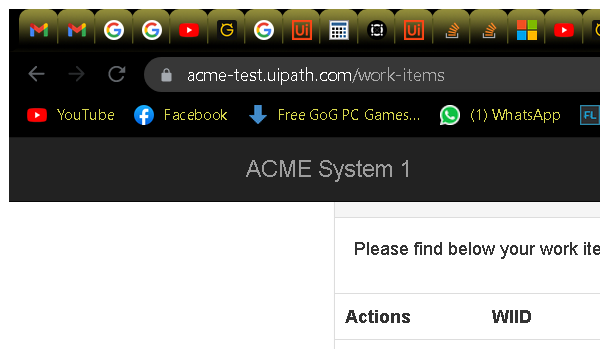 acme-test.uipath.com/work-items
YouTube Facebook Free GoG PC Games... (1) WhatsApp FL
ACME System 1
Please find below your work ite
Actions WIID